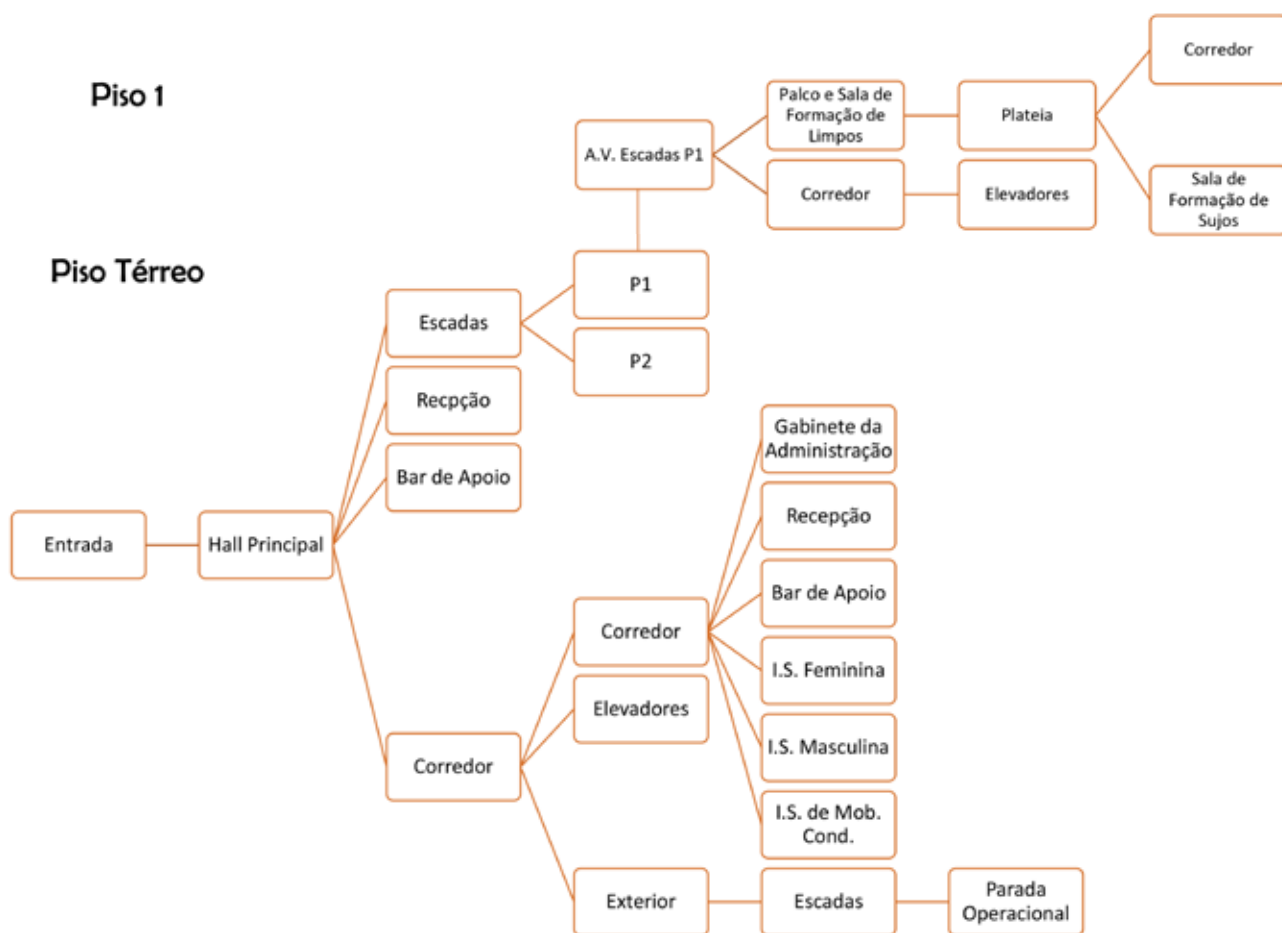 Piso 1
Corredor
Palco e Sala de
Formação de
Limpos
Plateia
A.V. Escadas P1
Corredor
Elevadores
Sala de
Formação de
Sujos
Piso Térreo
P1
Escadas
P2
Recpção
Bar de Apoio
Gabinete da
Administração
Recepção
Entrada
Hall Principal
Bar de Apoio
Corredor
I.S. Feminina
Elevadores
I.S. Masculina
Corredor
I.S. de Mob.
Cond.
Exterior
Escadas
Parada
Operacional